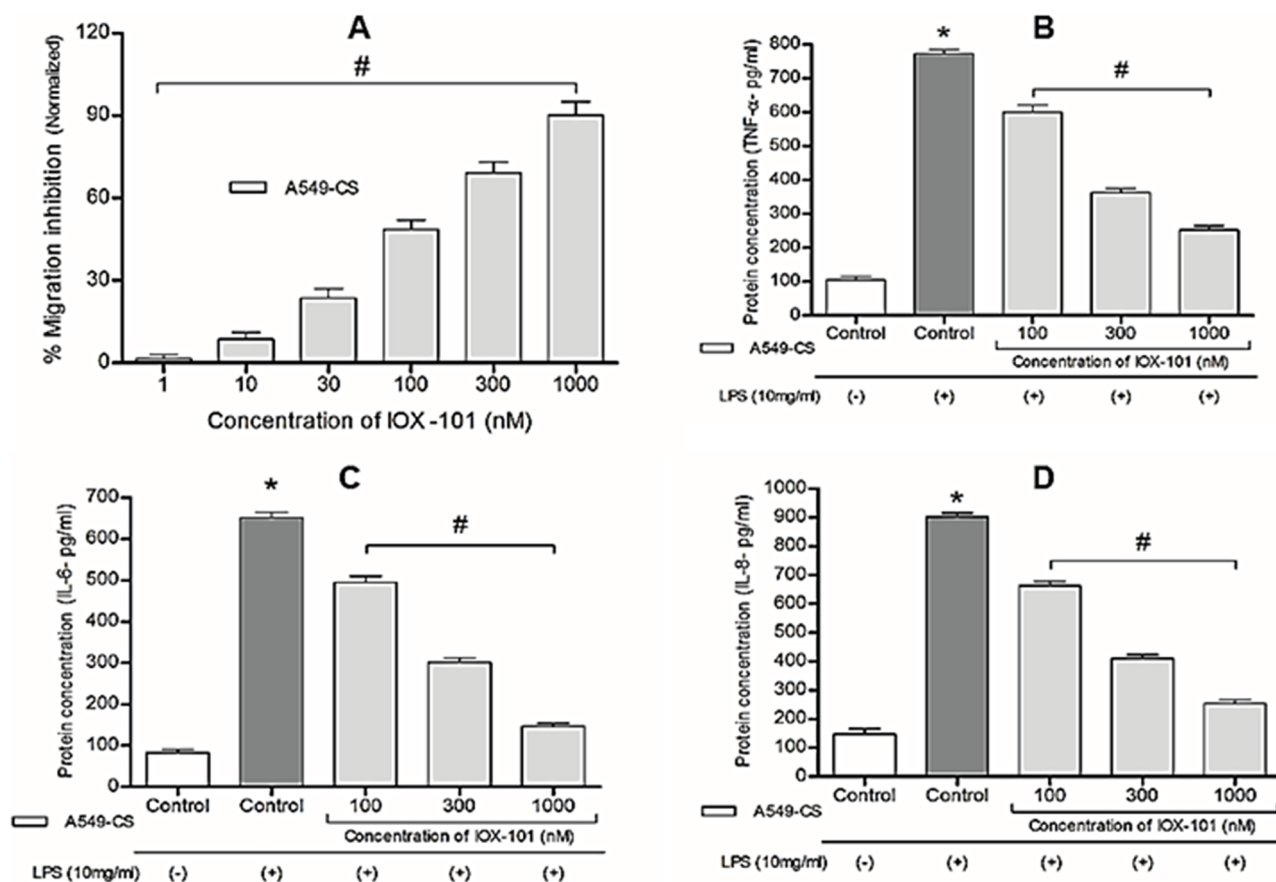 A
% Migration inhibition (Normalized)
120
90
60
30
0
#
A549-CS
1 10 30 100 300 1000
Concentration of IOX -101 (nM)
B
Protein concentration (TNF-α- pg/ml)
800
700
600
500
400
300
200
100
0
*
#
Control Control 100 300 1000
A549-CS
Concentration of IOX-101 (nM)
LPS (10mg/ml) (-) (+) (+) (+) (+)
C
Protein concentration (IL-6- pg/ml)
700
600
500
400
300
200
100
0
*
#
Control Control 100 300 1000
A549-CS
Concentration of IOX-101 (nM)
LPS (10mg/ml) (-) (+) (+) (+) (+)
D
Protein concentration (IL-8- pg/ml)
1000
900
800
700
600
500
400
300
200
100
0
*
#
Control Control 100 300 1000
A549-CS
Concentration of IOX-101 (nM)
LPS (10mg/ml) (-) (+) (+) (+) (+)